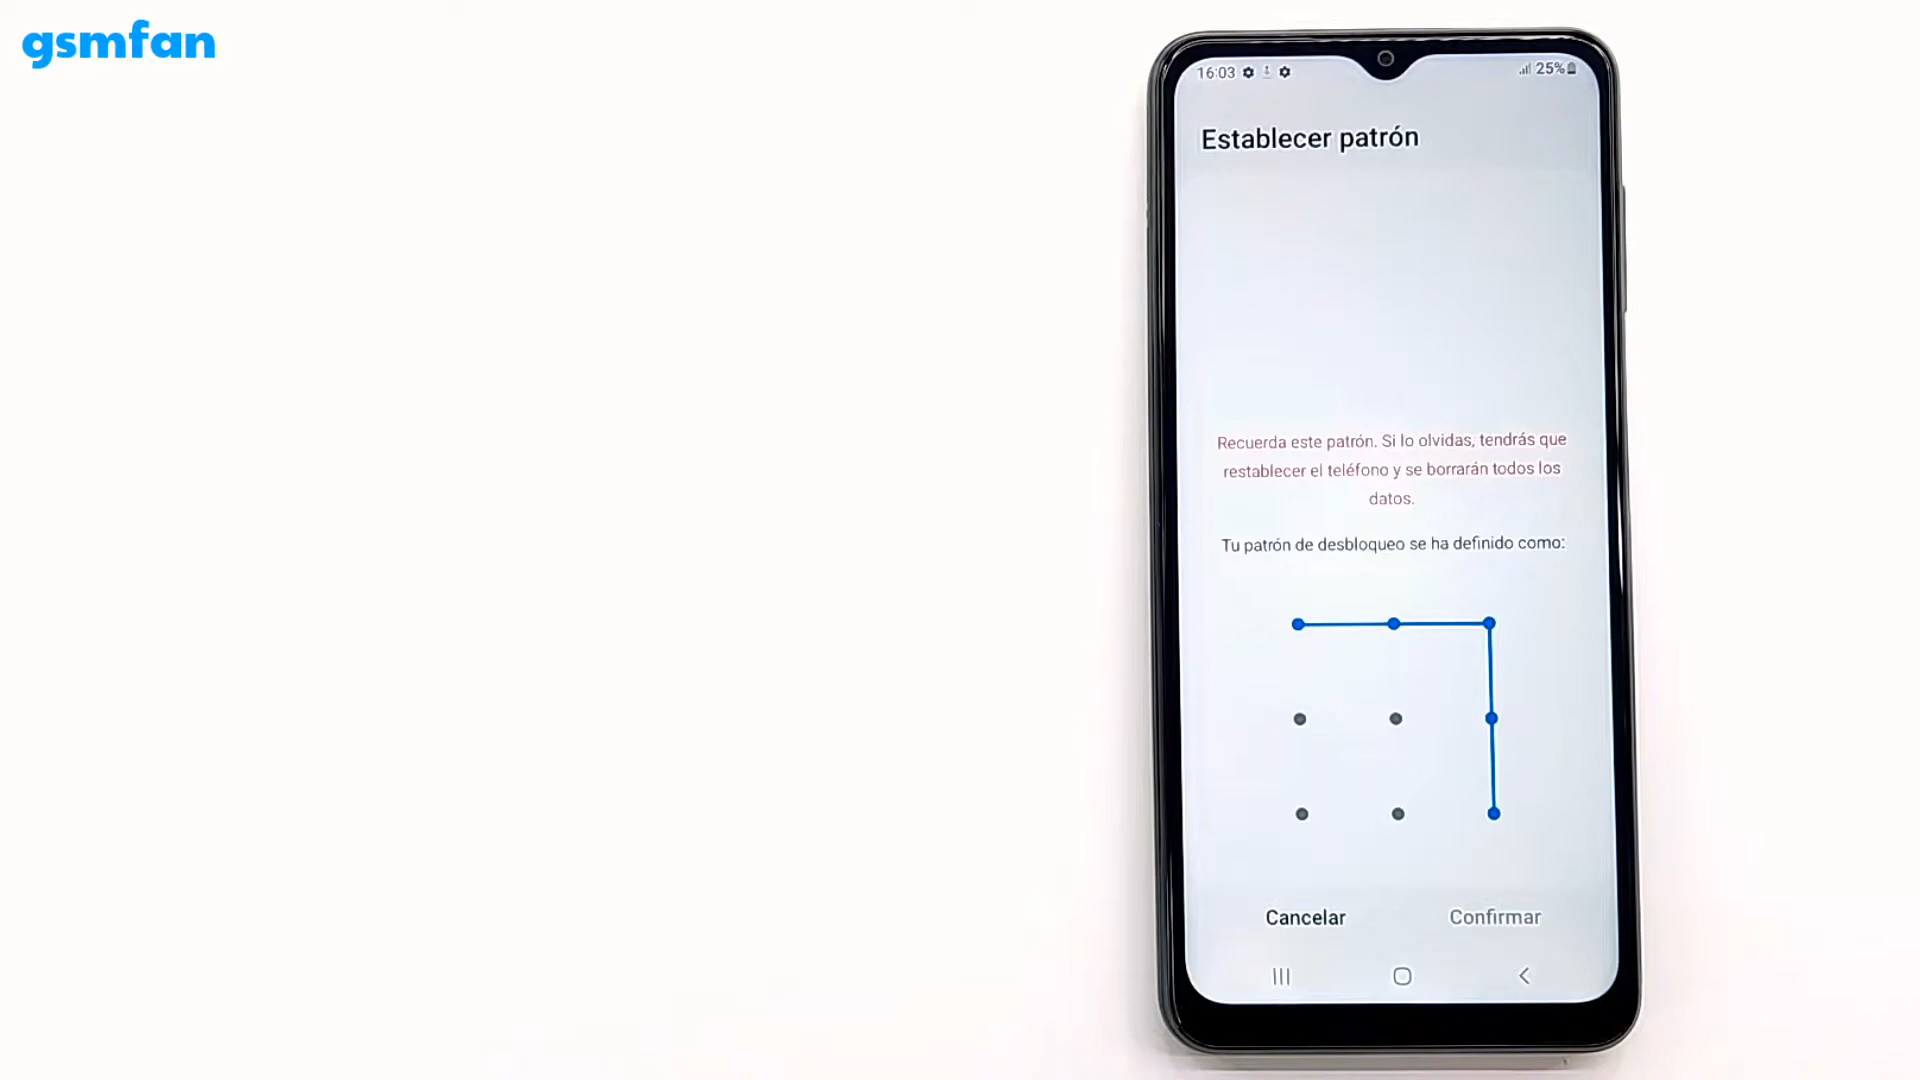 gsmfan
16:03
25%
Establecer patrón
Recuerda este patrón. Si lo olvidas, tendrás que
restablecer el teléfono y se borrarán todos los
datos.
Tu patrón de desbloqueo se ha definido como:
Cancelar Confirmar